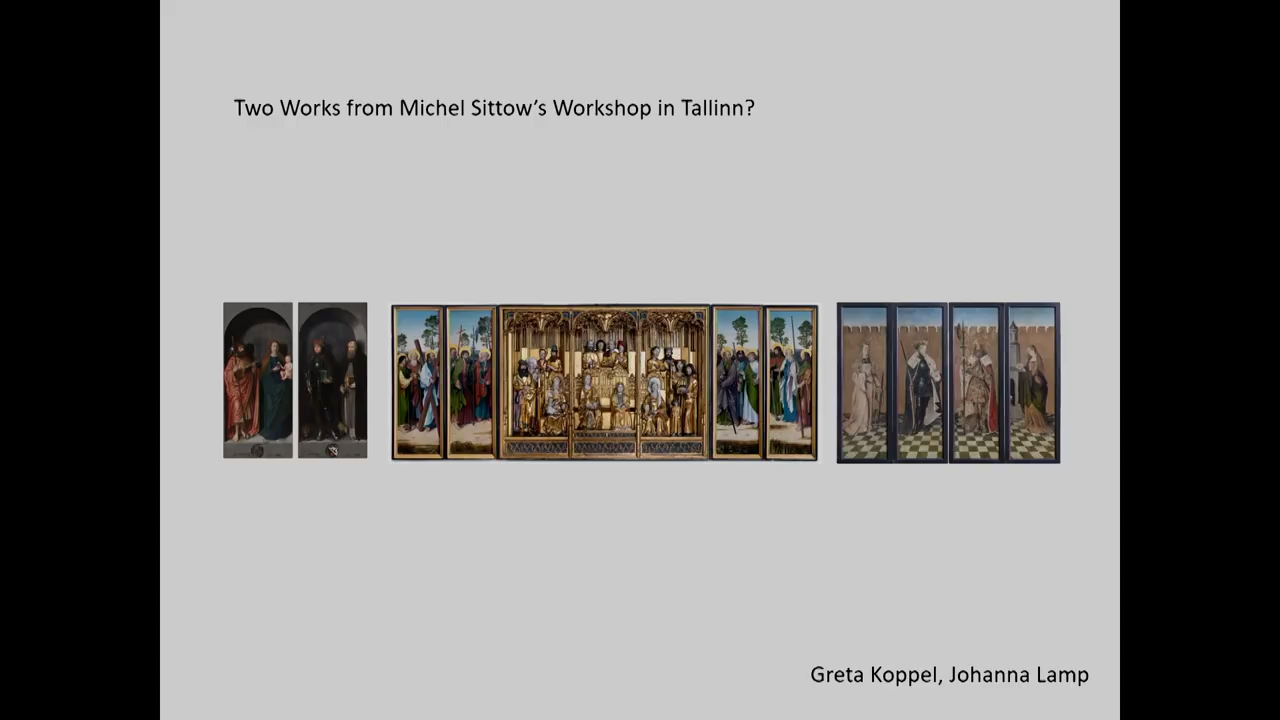 Two Works from Michel Sittow’s Workshop in Tallinn?
Greta Koppel, Johanna Lamp